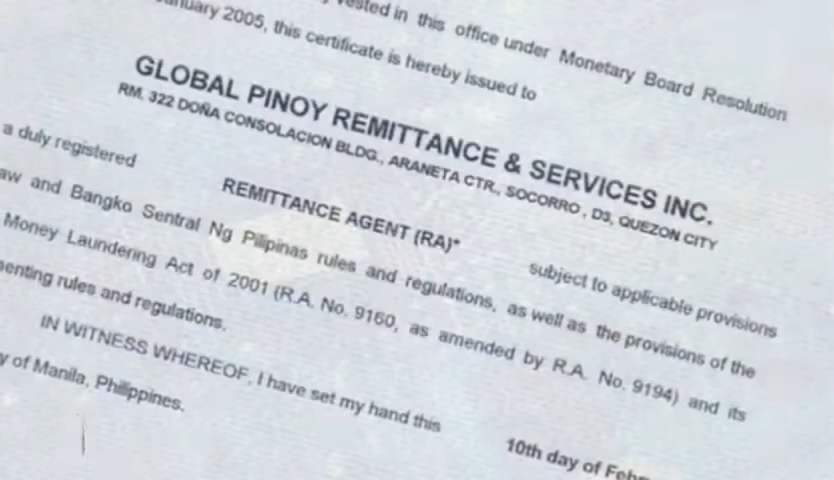 vested in this office under Monetary Board Resolution
January 2005, this certificate is hereby issued to
GLOBAL PINOY REMITTANCE & SERVICES INC.
RM. 322 DOÑA CONSOLACION BLDG., ARANETA CTR., SOCORRO , D3, QUEZON CITY
a duly registered
REMITTANCE AGENT (RA)*
subject to applicable provisions
aw and Bangko Sentral Ng Pilipinas rules and regulations, as well as the provisions of the
Money Laundering Act of 2001 (R.A. No. 9160, as amended by R.A. No. 9194) and its
menting rules and regulations.
IN WITNESS WHEREOF, I have set my hand this
10th day of Febr
y of Manila, Philippines.